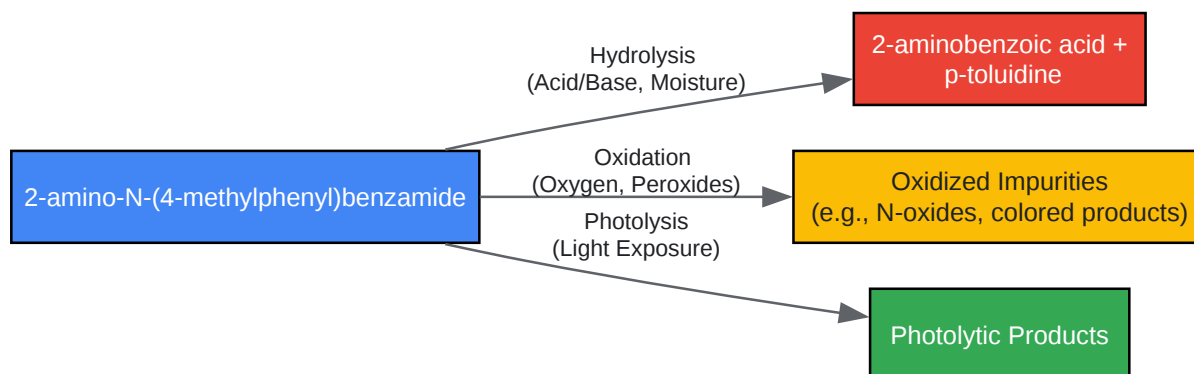 2-amino-N-(4-methylphenyl)benzamide
Hydrolysis
(Acid/Base, Moisture)
2-aminobenzoic acid +
p-toluidine
Oxidation
(Oxygen, Peroxides)
Oxidized Impurities
(e.g., N-oxides, colored products)
Photolysis
(Light Exposure)
Photolytic Products